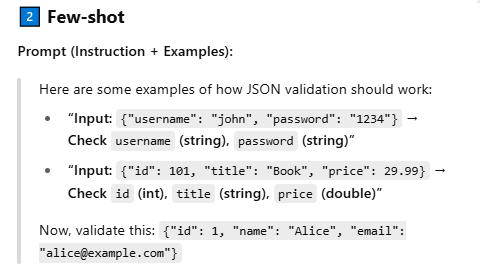 2 Few-shot
Prompt (Instruction + Examples):
Here are some examples of how JSON validation should work:
• “Input: {"username": "john", "password": "1234"} →
Check username (string), password (string)”
• “Input: {"id": 101, "title": "Book", "price": 29.99} →
Check id (int), title (string), price (double)”
Now, validate this: {"id": 1, "name": "Alice", "email":
"alice@example.com"}